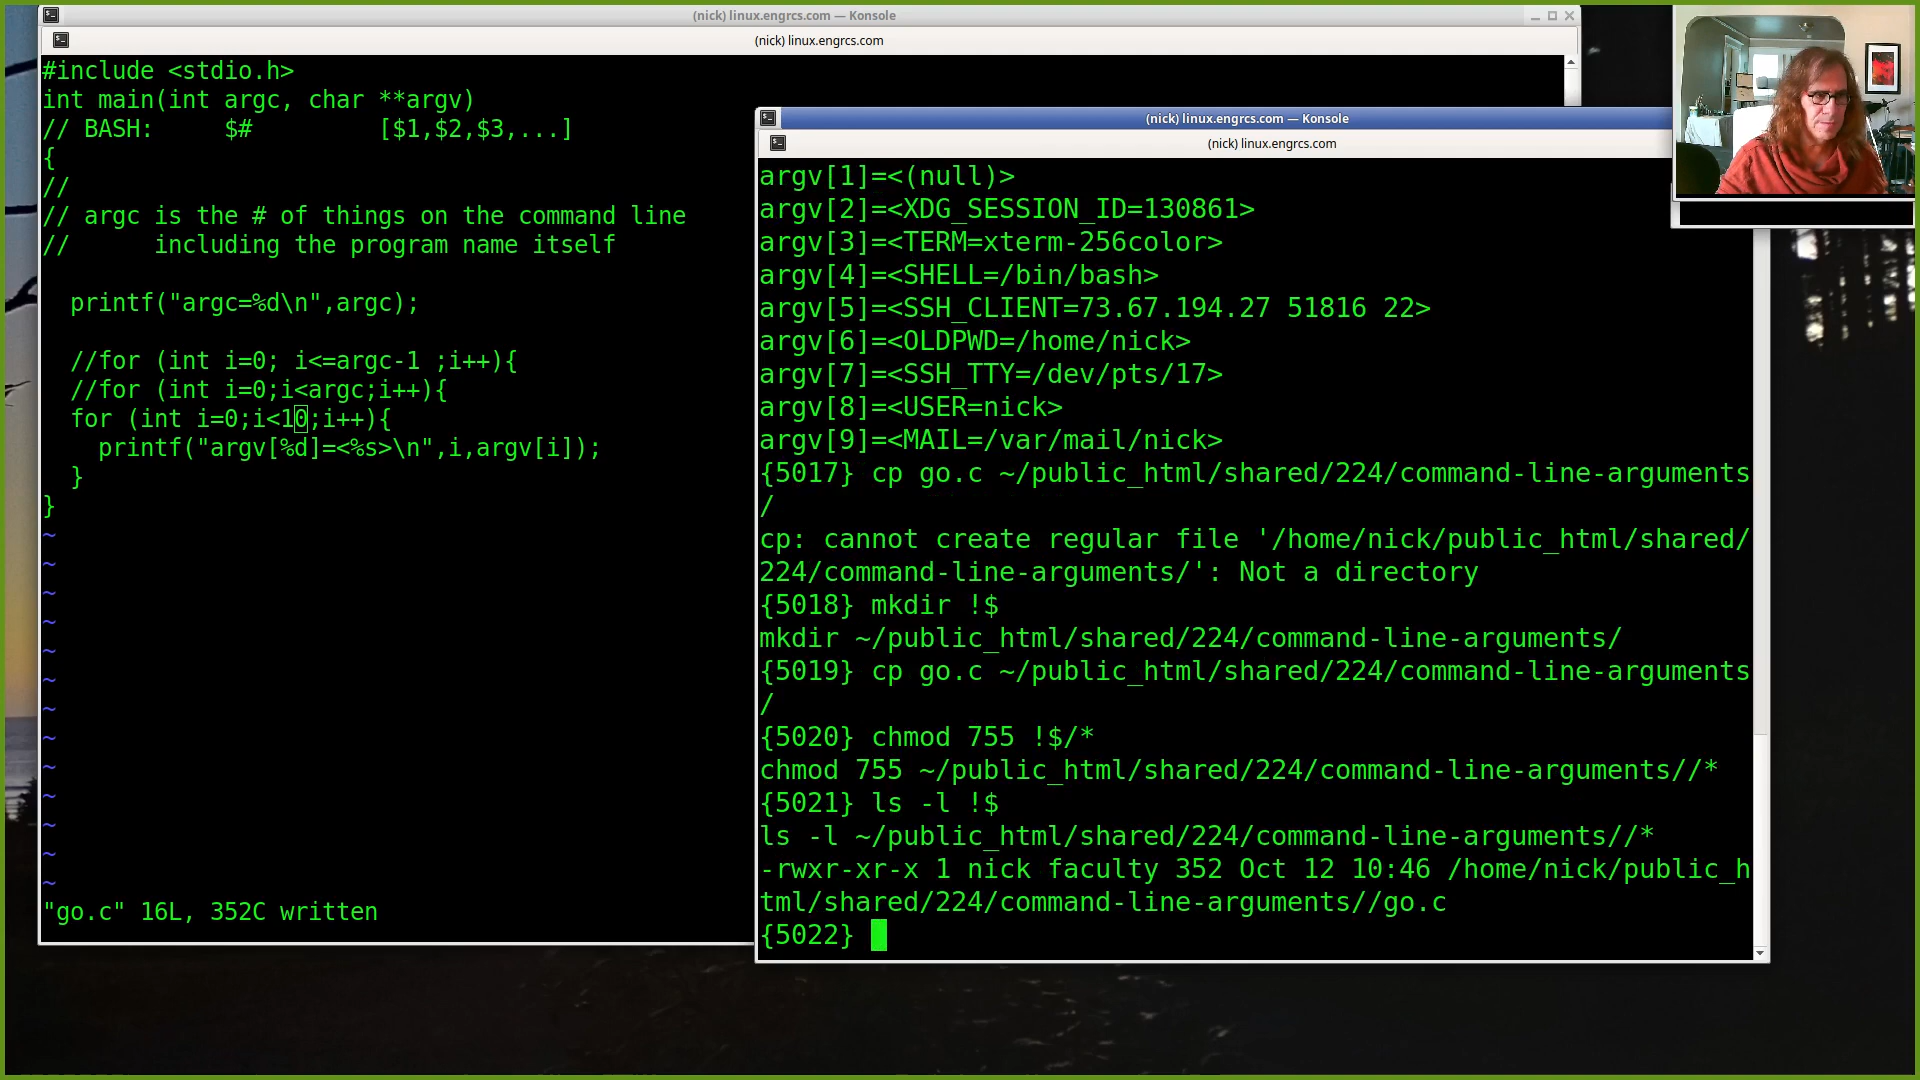 (nick) linux.engrcs.com — Konsole
(nick) linux.engrcs.com
#include <stdio.h>
int main(int argc, char **argv)
// BASH:     $#         [$1,$2,$3,...]
{
//
// argc is the # of things on the command line
//      including the program name itself
  printf("argc=%d\n",argc);
  //for (int i=0; i<=argc-1 ;i++){
  //for (int i=0;i<argc;i++){
  for (int i=0;i<10;i++){
    printf("argv[%d]=<%s>\n",i,argv[i]);
  }
}
~
~
~
~
~
~
~
~
~
~
~
~
~
"go.c" 16L, 352C written
(nick) linux.engrcs.com — Konsole
(nick) linux.engrcs.com
argv[1]=<(null)>
argv[2]=<XDG_SESSION_ID=130861>
argv[3]=<TERM=xterm-256color>
argv[4]=<SHELL=/bin/bash>
argv[5]=<SSH_CLIENT=73.67.194.27 51816 22>
argv[6]=<OLDPWD=/home/nick>
argv[7]=<SSH_TTY=/dev/pts/17>
argv[8]=<USER=nick>
argv[9]=<MAIL=/var/mail/nick>
{5017} cp go.c ~/public_html/shared/224/command-line-arguments
/
cp: cannot create regular file '/home/nick/public_html/shared/
224/command-line-arguments/': Not a directory
{5018} mkdir !$
mkdir ~/public_html/shared/224/command-line-arguments/
{5019} cp go.c ~/public_html/shared/224/command-line-arguments
/
{5020} chmod 755 !$/*
chmod 755 ~/public_html/shared/224/command-line-arguments//*
{5021} ls -l !$
ls -l ~/public_html/shared/224/command-line-arguments//*
-rwxr-xr-x 1 nick faculty 352 Oct 12 10:46 /home/nick/public_h
tml/shared/224/command-line-arguments//go.c
{5022}